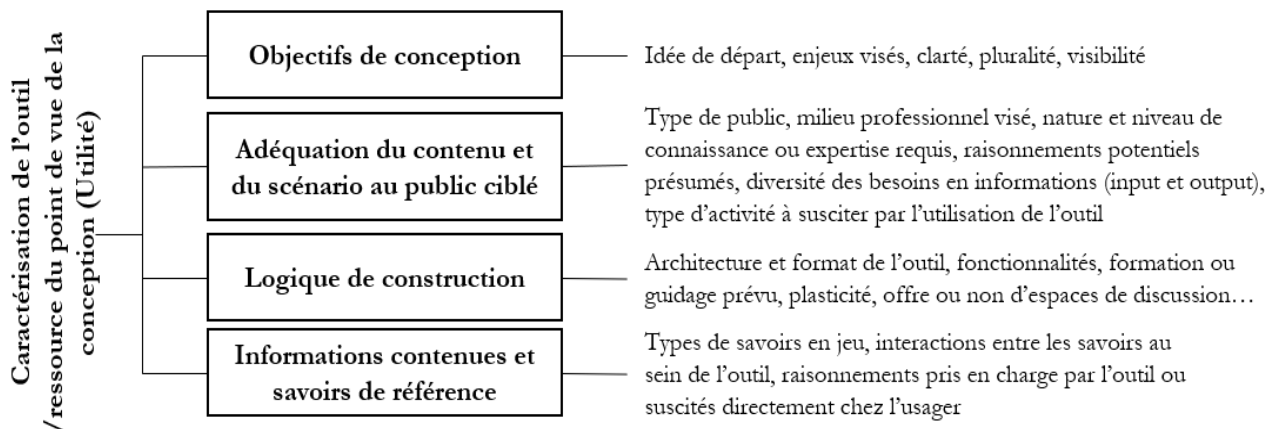 Caractérisation de l'outil
/ressource du point de vue de la
conception (Utilité)
Objectifs de conception
Idée de départ, enjeux visés, clarté, pluralité, visibilité
Adéquation du contenu et
du scénario au public ciblé
Type de public, milieu professionnel visé, nature et niveau de
connaissance ou expertise requis, raisonnements potentiels
présumés, diversité des besoins en informations (input et output),
type d'activité à susciter par l'utilisation de l'outil
Logique de construction
Architecture et format de l'outil, fonctionnalités, formation ou
guidage prévu, plasticité, offre ou non d'espaces de discussion…
Informations contenues et
savoirs de référence
Types de savoirs en jeu, interactions entre les savoirs au
sein de l'outil, raisonnements pris en charge par l'outil ou
suscités directement chez l'usager